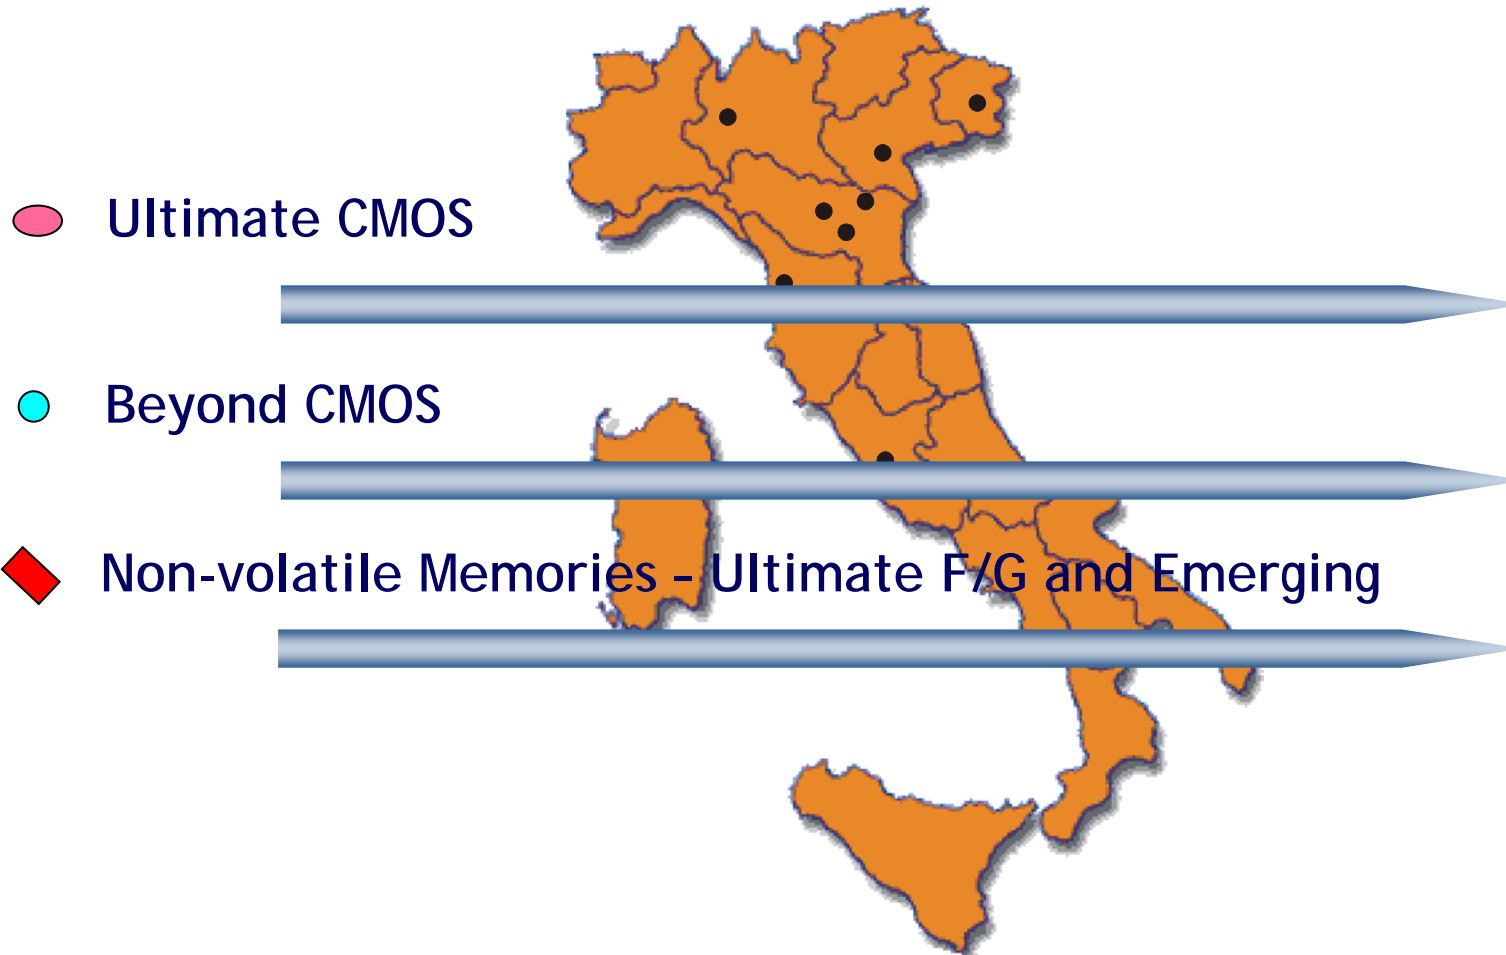 Ultimate CMOS
Beyond CMOS
Non-volatile Memories - Ultimate F/G and Emerging